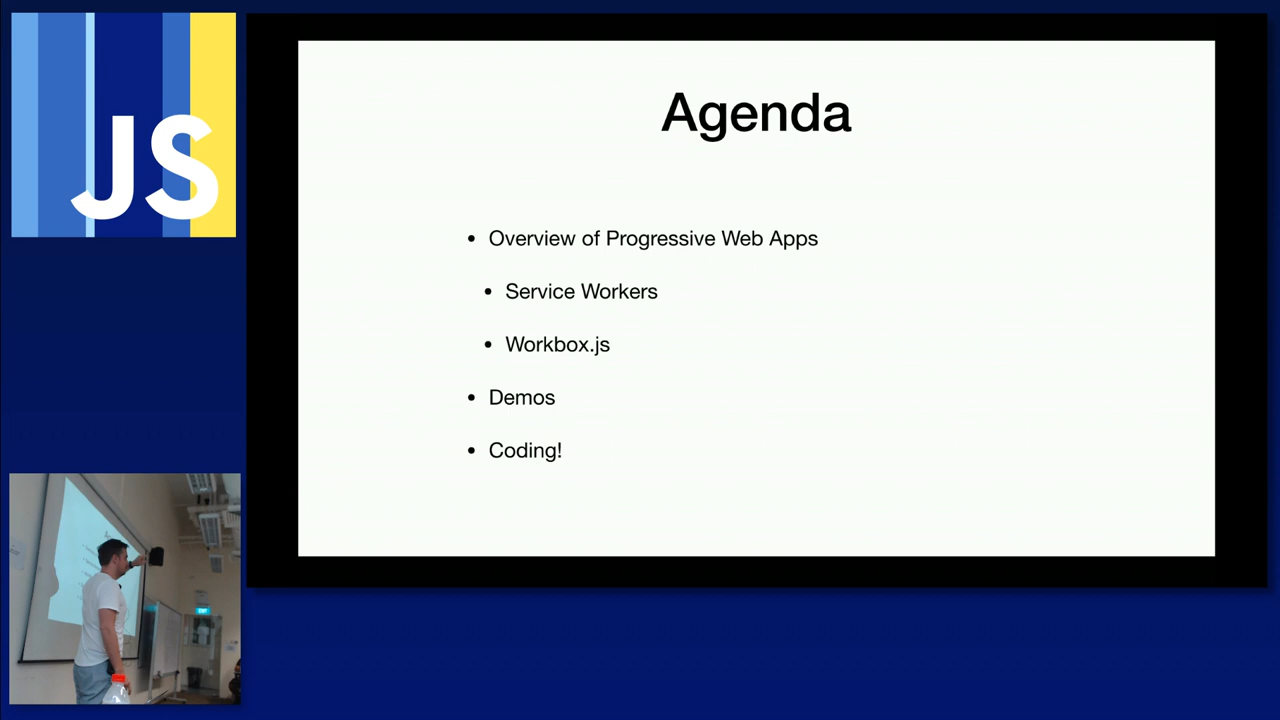 JS
Agenda
• Overview of Progressive Web Apps
• Service Workers
• Workbox.js
• Demos
• Coding!